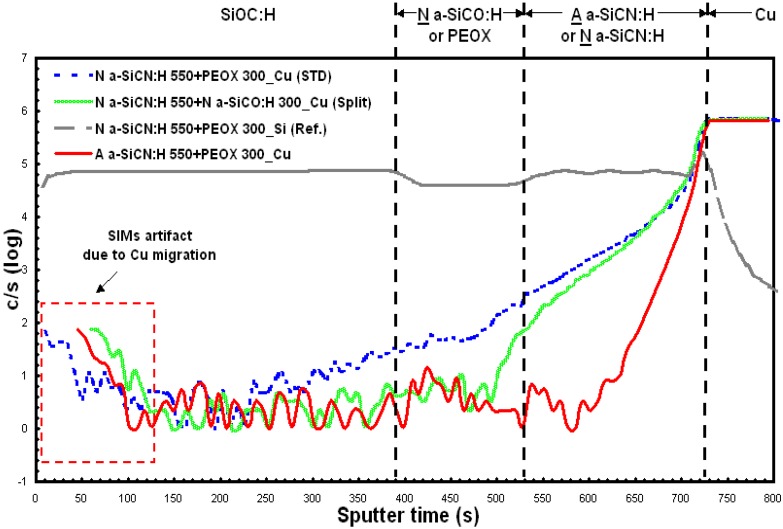 SiOC:H
N a-SiCO:H
or PEOX
A a-SiCN:H
or N a-SiCN:H
Cu
7
6
5
4
3
2
1
0
-1
c/s (log)
N a-SiCN:H 550+PEOX 300_Cu (STD)
N a-SiCN:H 550+N a-SiCO:H 300_Cu (Split)
N a-SiCN:H 550+PEOX 300_Si (Ref.)
A a-SiCN:H 550+PEOX 300_Cu
SIMs artifact
due to Cu migration
0 50 100 150 200 250 300 350 400 450 500 550 600 650 700 750 800
Sputter time (s)